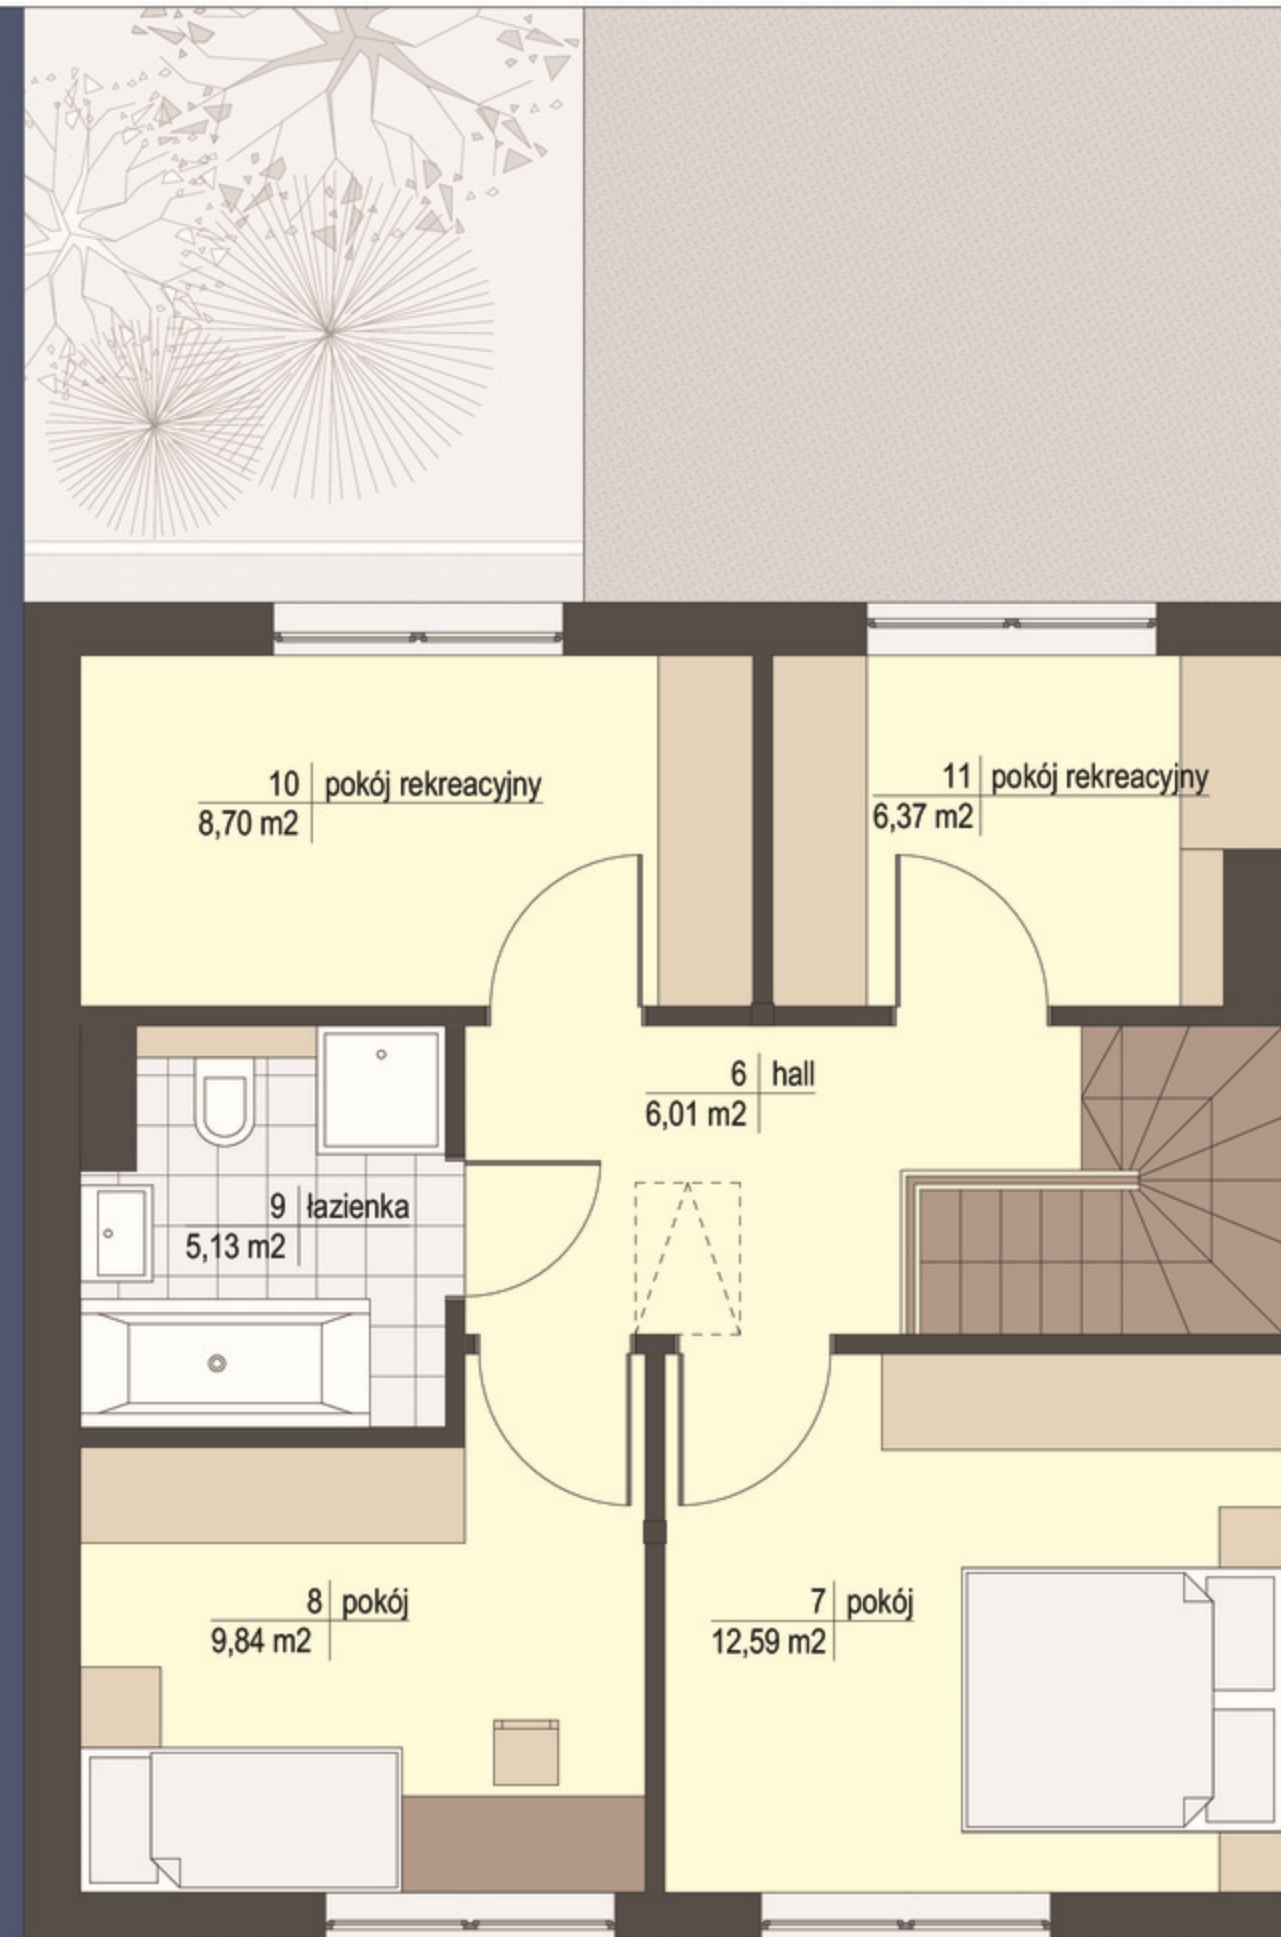 10 pokój rekreacyjny
8,70 m2
11 pokój rekreacyjny
6,37 m2
6 hall
6,01 m2
9 łazienka
5,13 m2
8 pokój
9,84 m2
7 pokój
12,59 m2